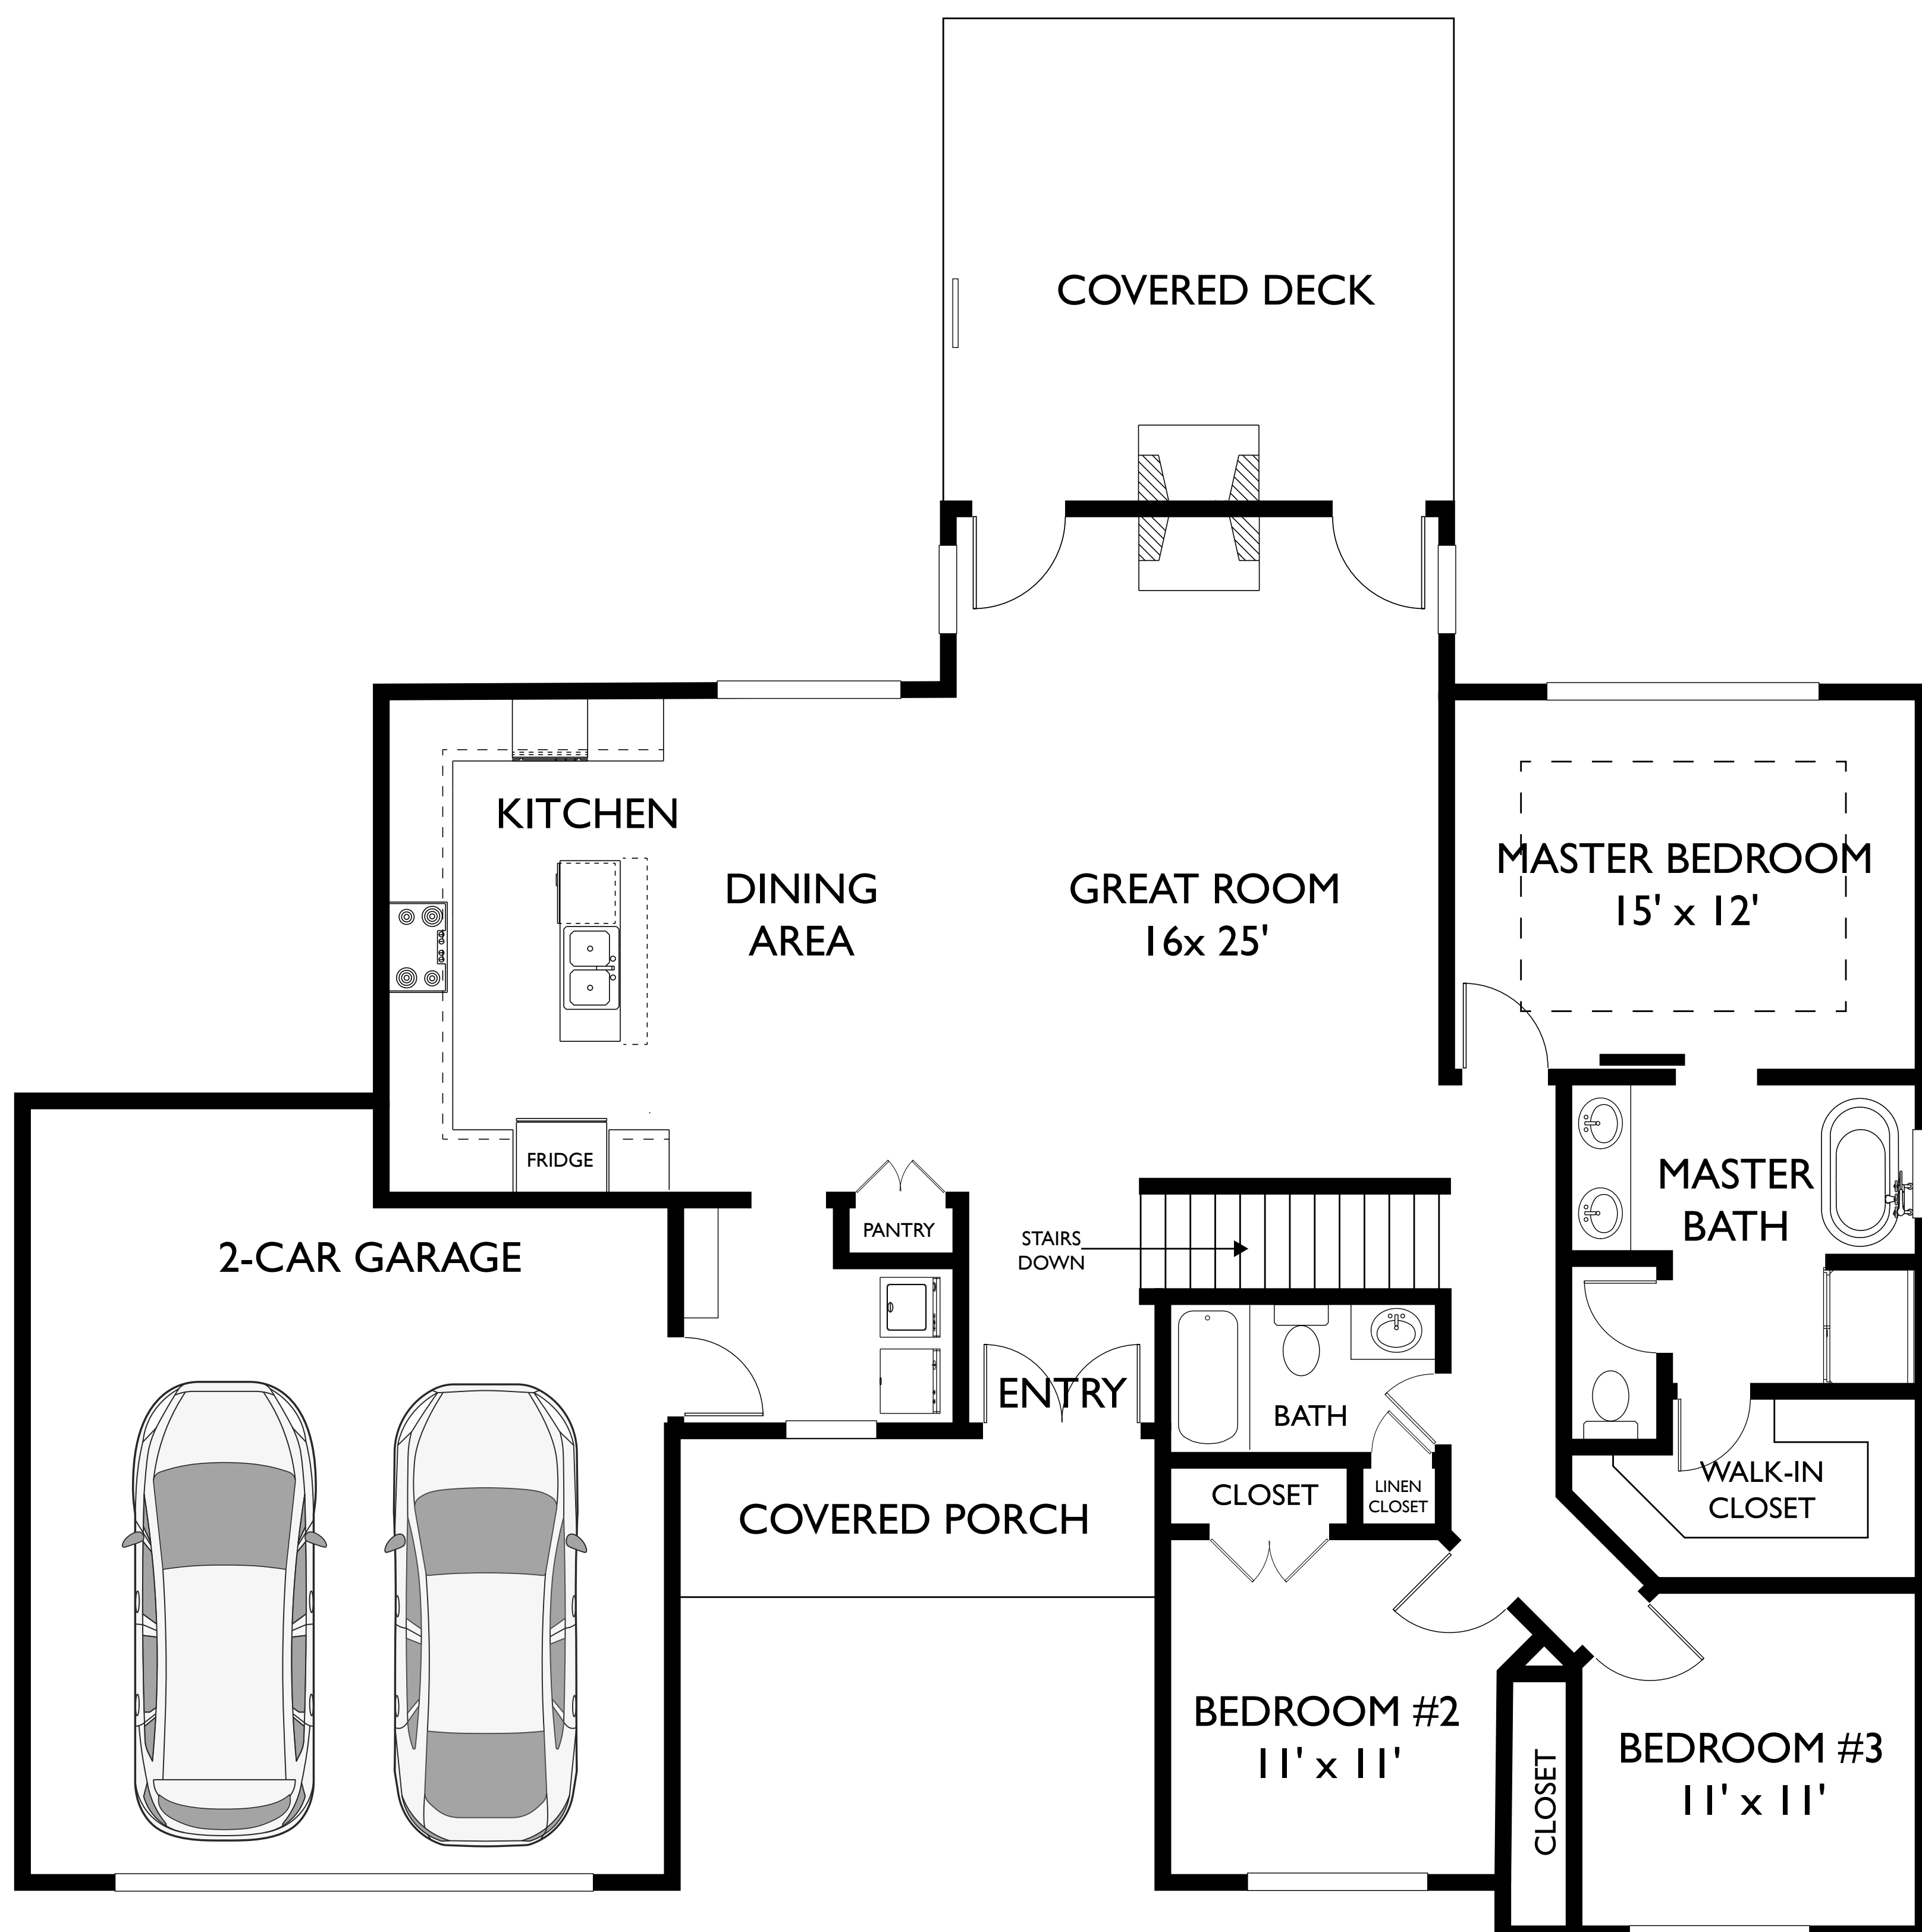 COVERED DECK
KITCHEN
DINING
AREA
GREAT ROOM
16x 25'
MASTER BEDROOM
15' x 12'
FRIDGE
PANTRY
2-CAR GARAGE
STAIRS
DOWN
MASTER
BATH
ENTRY
BATH
COVERED PORCH
CLOSET
LINEN
CLOSET
WALK-IN
CLOSET
BEDROOM #2
11' x 11'
CLOSET
BEDROOM #3
11' x 11'